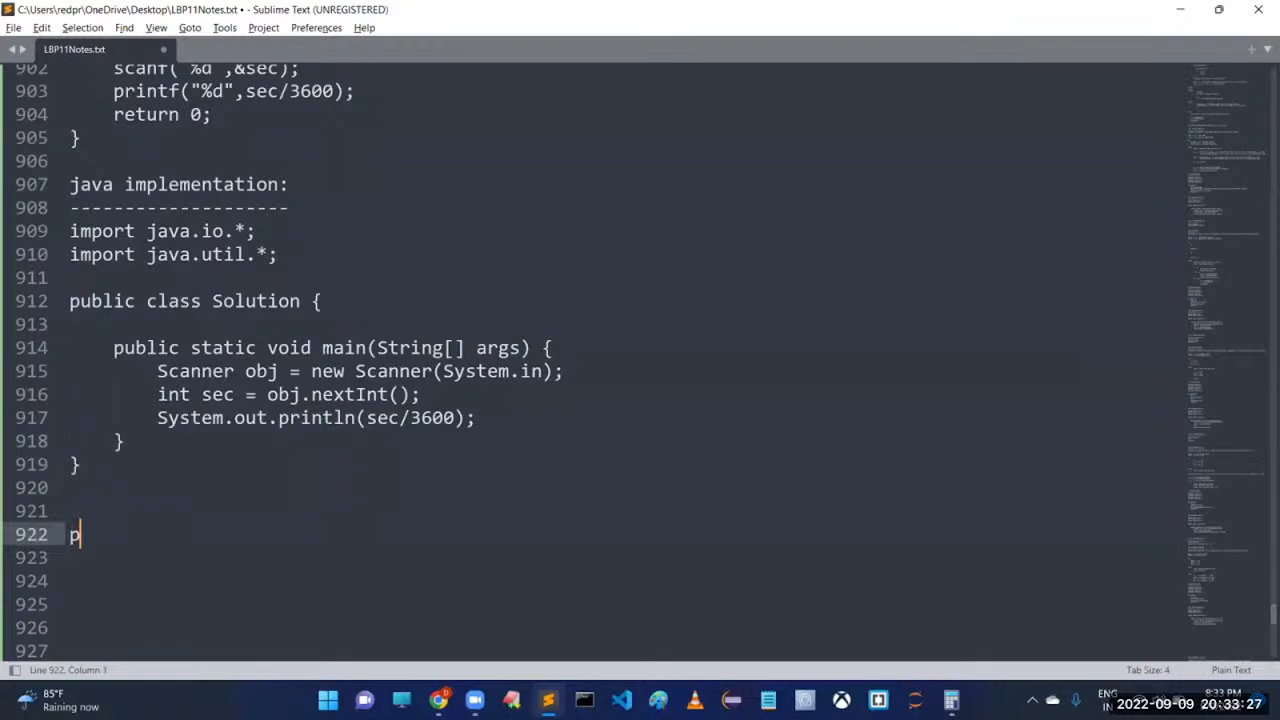 C:\Users\redpr\OneDrive\Desktop\LBP11Notes.txt • - Sublime Text (UNREGISTERED)
File Edit Selection Find View Goto Tools Project Preferences Help
LBP11Notes.txt
902 scanf("%d",&sec);
903 printf("%d",sec/3600);
904 return 0;
905 }
906
907 java implementation:
908 --------------------
909 import java.io.*;
910 import java.util.*;
911
912 public class Solution {
913
914 public static void main(String[] args) {
915 Scanner obj = new Scanner(System.in);
916 int sec = obj.nextInt();
917 System.out.println(sec/3600);
918 }
919 }
920
921
922 p
923
924
925
926
927
Line 922, Column 1
Tab Size: 4 Plain Text
85°F
Raining now
ENG
IN
8:33 PM
2022-09-09 20:33:27